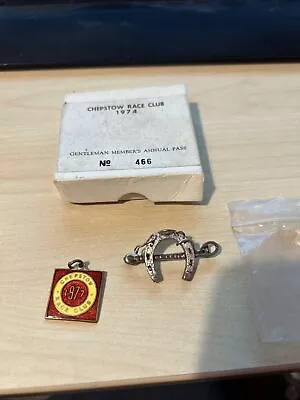 CHEPSTOW RACE CLUB
1974
GENTLEMAN MEMBER'S ANNUAL PASS
Nº 466
CHEPSTOW
1977
RACE CLUB